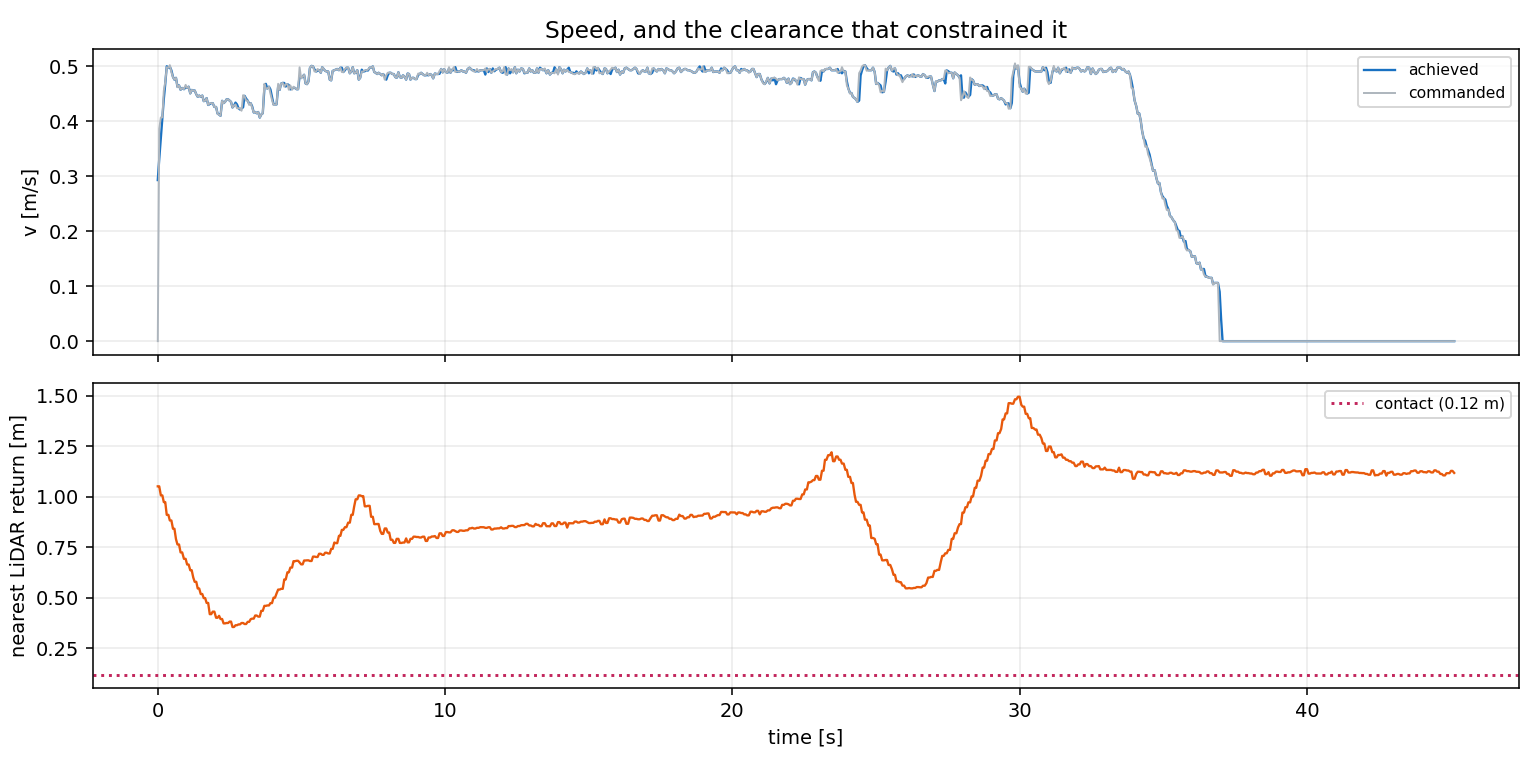 Speed, and the clearance that constrained it
v [m/s]
0.5
0.4
0.3
0.2
0.1
0.0
achieved
commanded
nearest LiDAR return [m]
1.50
1.25
1.00
0.75
0.50
0.25
contact (0.12 m)
0 10 20 30 40
time [s]